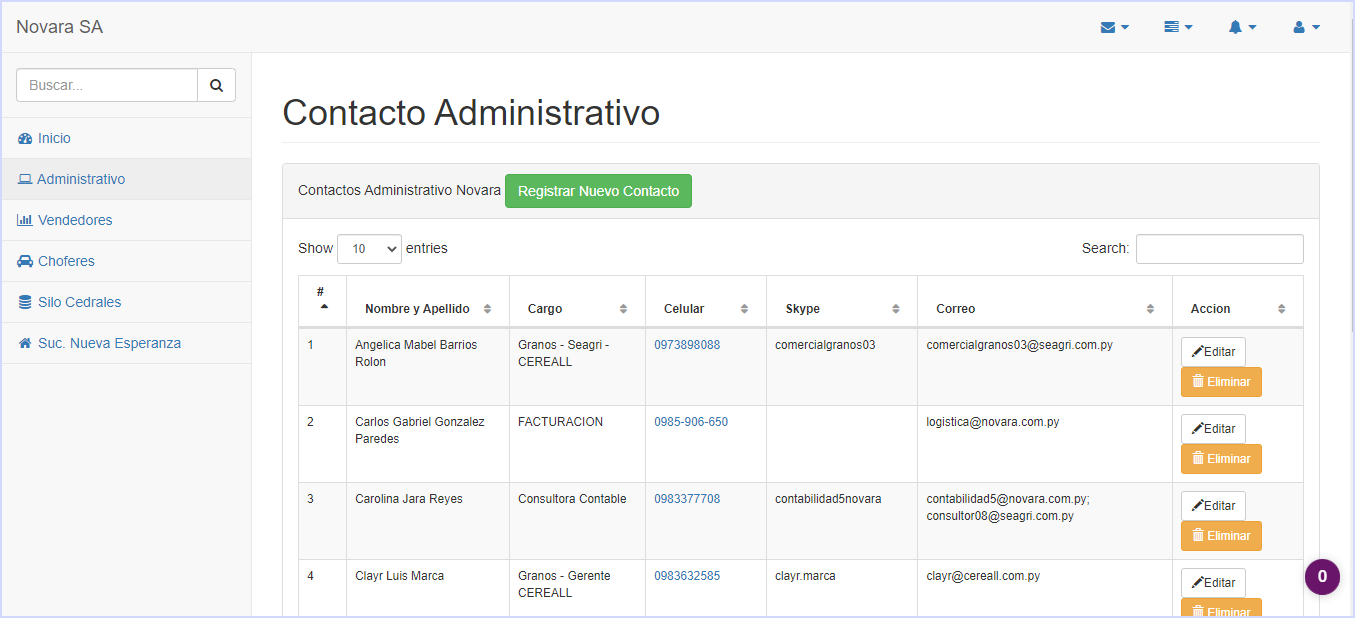 Novara SA
Buscar...
Inicio
Administrativo
Vendedores
Choferes
Silo Cedrales
Suc. Nueva Esperanza
Contacto Administrativo
Contactos Administrativo Novara Registrar Nuevo Contacto
Show 10 entries Search:
# Nombre y Apellido Cargo Celular Skype Correo Accion
1 Angelica Mabel Barrios Granos - Seagri - 0973898088 comercialgranos03 comercialgranos03@seagri.com.py Editar
Rolon CEREALL
Eliminar
2 Carlos Gabriel Gonzalez FACTURACION 0985-906-650 logistica@novara.com.py Editar
Paredes
Eliminar
3 Carolina Jara Reyes Consultora Contable 0983377708 contabilidad5novara contabilidad5@novara.com.py; Editar
consultor08@seagri.com.py
Eliminar
4 Clayr Luis Marca Granos - Gerente 0983632585 clayr.marca clayr@cereall.com.py Editar
CEREALL
Eliminar
0